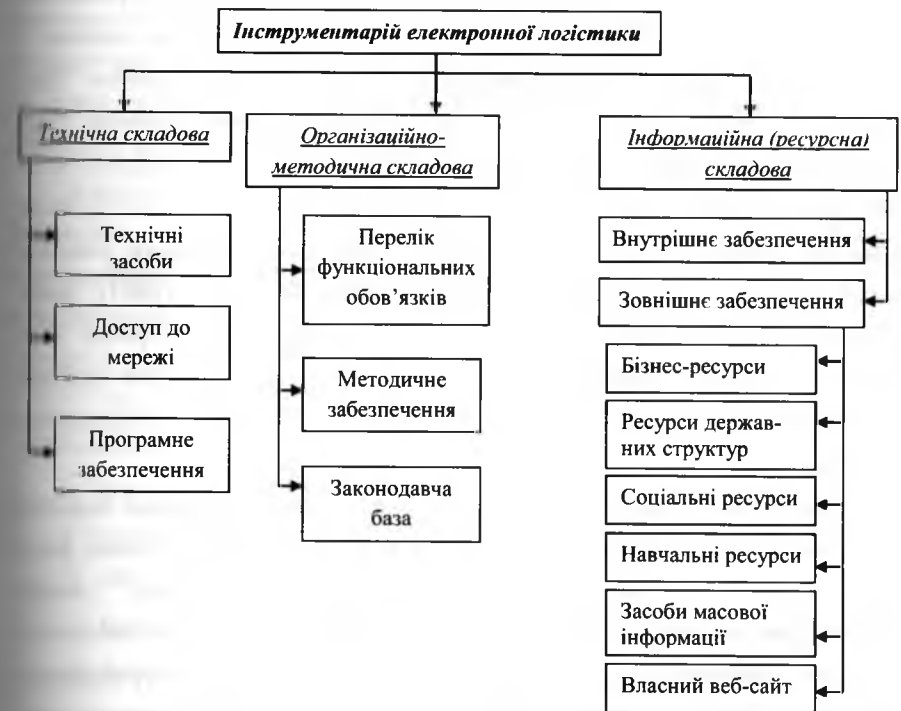 Інструментарій електронної логістики
Технічна складова
Організаційно-
методична складова
Інформаційна (ресурсна)
складова
Технічні
засоби
Доступ до
мережі
Програмне
забезпечення
Перелік
функціональних
обов’язків
Методичне
забезпечення
Законодавча
база
Внутрішнє забезпечення
Зовнішнє забезпечення
Бізнес-ресурси
Ресурси держав-
них структур
Соціальні ресурси
Навчальні ресурси
Засоби масової
інформації
Власний веб-сайт